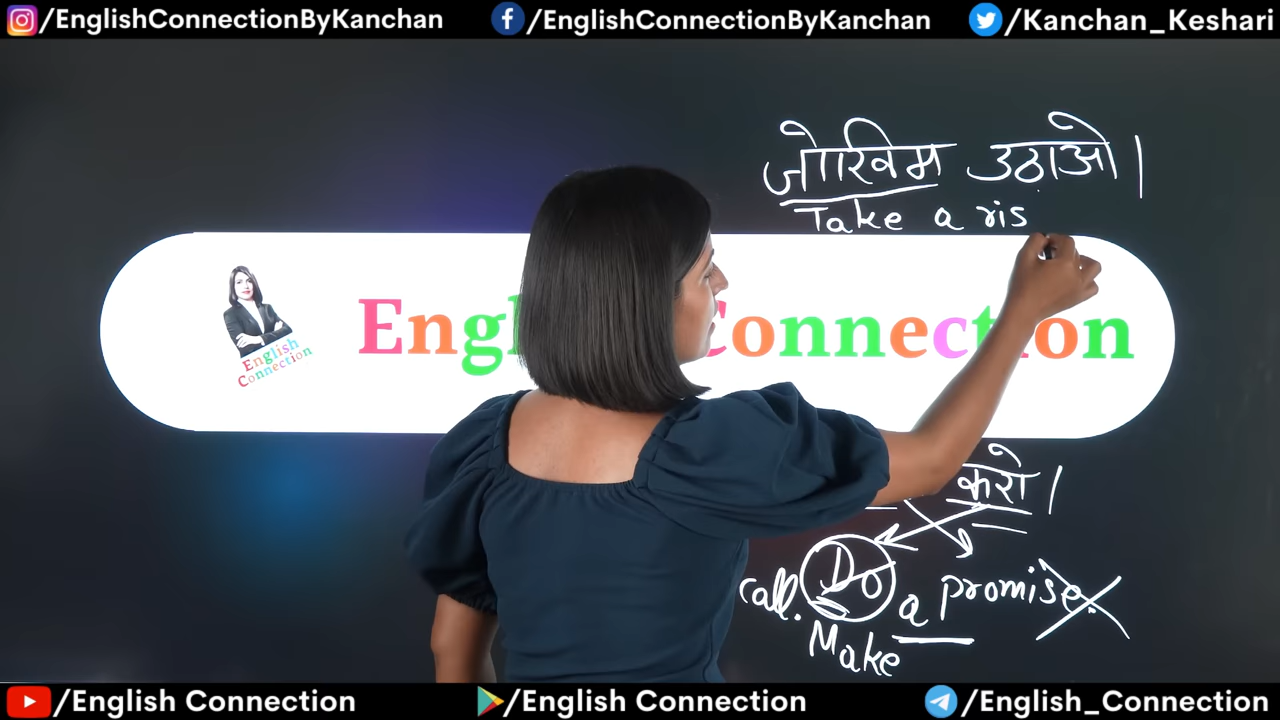 /EnglishConnectionByKanchan /EnglishConnectionByKanchan /Kanchan_Keshari
जोखिम उठाओ।
Take a ris
English Connection
करो।
call. Do a promise.
Make
/English Connection /English Connection /English_Connection